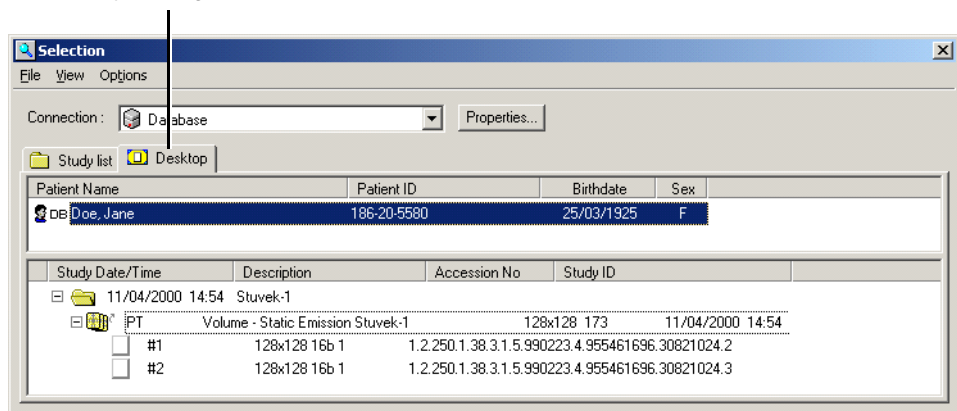 Selection
File View Options
Connection : Database Properties...
Study list Desktop
Patient Name Patient ID Birthdate Sex
DB Doe, Jane 186-20-5580 25/03/1925 F
Study Date/Time Description Accession No Study ID
11/04/2000 14:54 Stuvek-1
PT Volume - Static Emission Stuvek-1 128x128 173 11/04/2000 14:54
#1 128x128 16b 1 1.2.250.1.38.3.1.5.990223.4.955461696.30821024.2
#2 128x128 16b 1 1.2.250.1.38.3.1.5.990223.4.955461696.30821024.3